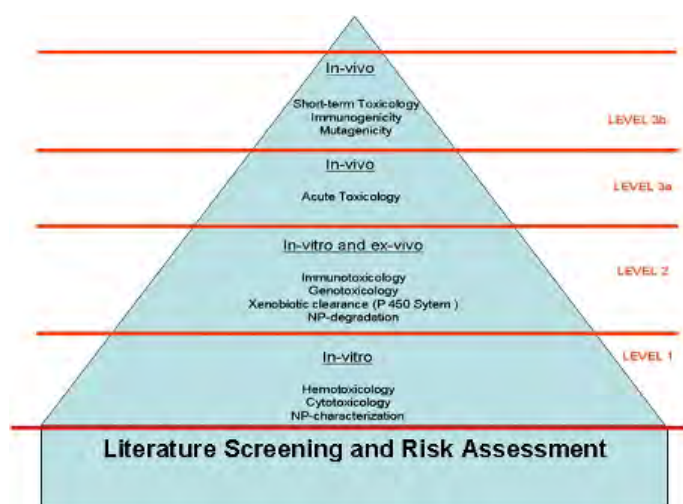 In-vivo
Short-term Toxicology
Immunogenicity
Mutagenicity
LEVEL 3b
In-vivo
Acute Toxicology
LEVEL 3a
In-vitro and ex-vivo
Immunotoxicology
Genotoxicology
Xenobiotic clearance (P 450 Sytem )
NP-degradation
LEVEL 2
In-vitro
LEVEL 1
Hemotoxicology
Cytotoxicology
NP-characterization
Literature Screening and Risk Assessment